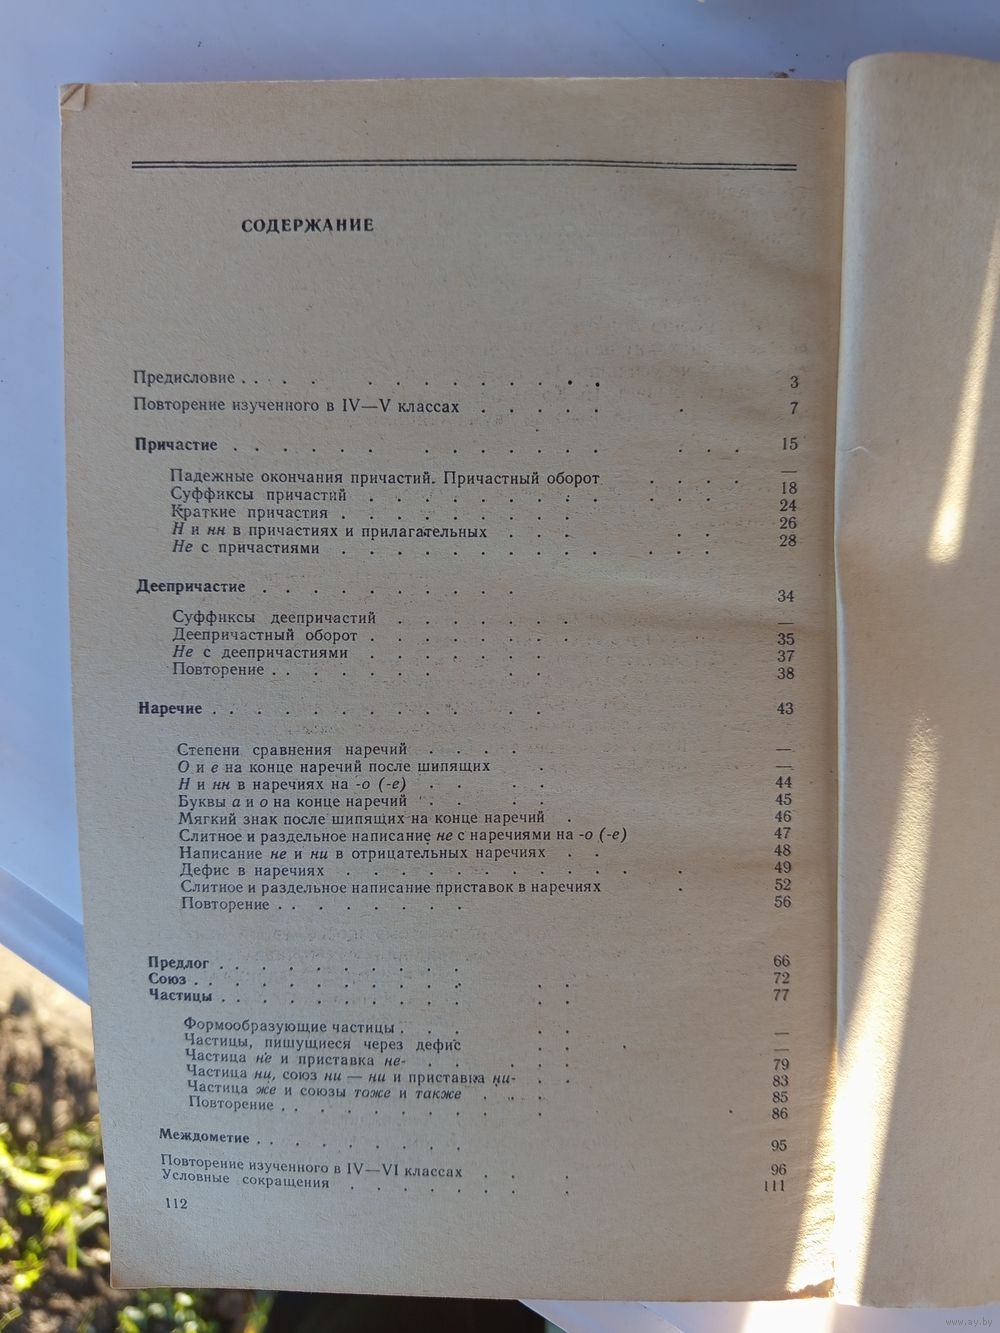 СОДЕРЖАНИЕ
Предисловие . . . . . . . . . . . . . 3
Повторение изученного в IV—V классах . . . . . . 7
Причастие . . . . . . . . . . . . . . . 15
Падежные окончания причастий. Причастный оборот . . . . —
Суффиксы причастий . . . . . . . . . . . . 18
Краткие причастия . . . . . . . . . 24
Н и нн в причастиях и прилагательных . . . . . 26
Не с причастиями . . . . . . . . . . . . 28
Деепричастие . . . . . . . . . . 34
Суффиксы деепричастий . . . . . . . —
Деепричастный оборот . . . . . . . . 35
Не с деепричастиями . . . . . . . 37
Повторение . . . . . . . . 38
Наречие . . . . . . . . . . . 43
Степени сравнения наречий . . . . —
О и е на конце наречий после шипящих . —
Н и нн в наречиях на -о (-е) . . . . 44
Буквы а и о на конце наречий . . . . 45
Мягкий знак после шипящих на конце наречий . 46
Слитное и раздельное написание не с наречиями на -о (-е) 47
Написание не и ни в отрицательных наречиях . . 48
Дефис в наречиях . . . . . . . . . . . 49
Слитное и раздельное написание приставок в наречиях . 52
Повторение . . . . . . . 56
Предлог . . . . . . . . . 66
Союз . . . . . . . . . . . . 72
Частицы . . . . . . . . . . . 77
Формообразующие частицы . . . . . —
Частицы, пишущиеся через дефис . . . —
Частица не и приставка не- . . . . . 79
Частица ни, союз ни — ни и приставка ни- . . 83
Частица же и союзы тоже и также . . . 85
Повторение . . . . . . . . . . 86
Междометие . . . . . . . . 95
Повторение изученного в IV—VI классах . . . 96
Условные сокращения . . . . . . . . 111
112
www.ay.by